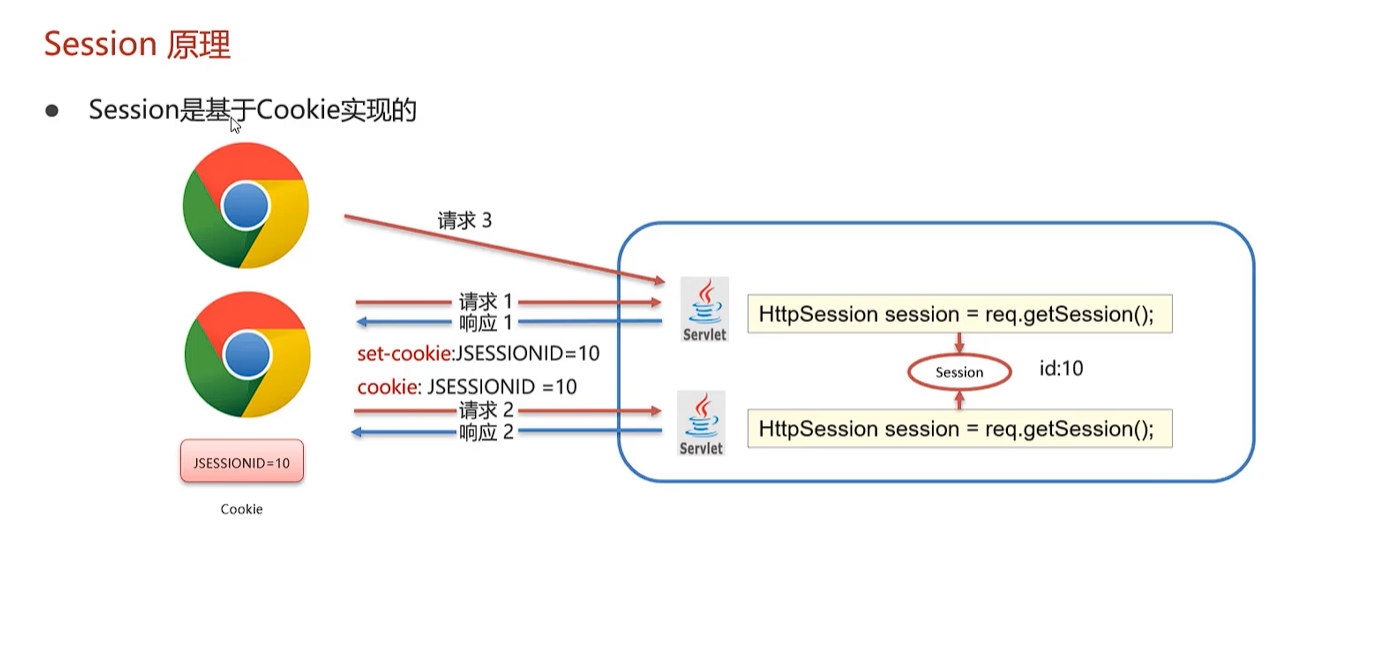 Session 原理
● Session是基于Cookie实现的
请求 3
请求 1
响应 1
Servlet
HttpSession session = req.getSession();
set-cookie:JSESSIONID=10
Session
id:10
cookie: JSESSIONID =10
请求 2
响应 2
Servlet
HttpSession session = req.getSession();
JSESSIONID=10
Cookie